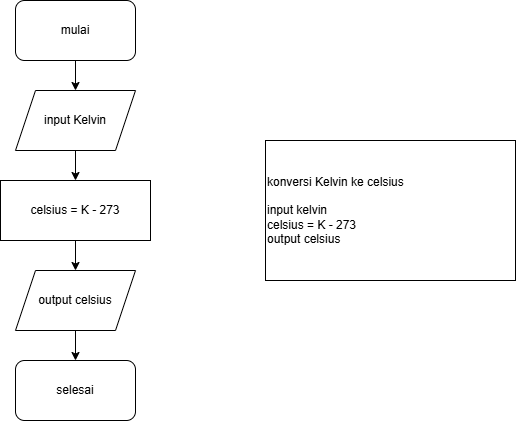 mulai
input Kelvin
celsius = K - 273
output celsius
selesai
konversi Kelvin ke celsius
input kelvin
celsius = K - 273
output celsius